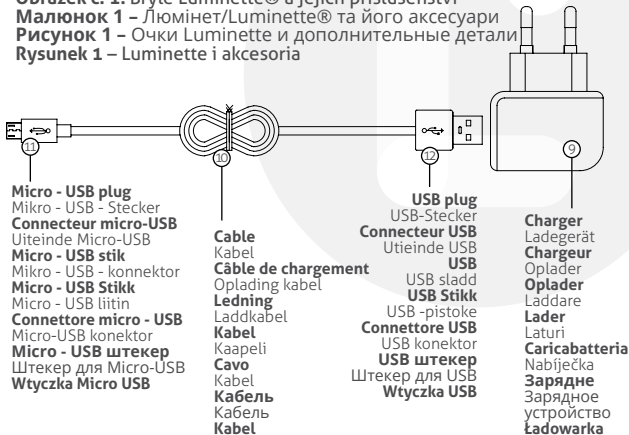 Obrázek č. 1: Brýle Luminette® a jejich příslušenství
Малюнок 1 – Люмінет/Luminette® та його аксесуари
Рисунок 1 – Очки Luminette и дополнительные детали
Rysunek 1 – Luminette i akcesoria
11
10
12
9
Micro - USB plug
Mikro - USB - Stecker
Connecteur micro-USB
Uiteinde Micro-USB
Micro - USB stik
Mikro - USB - konnektor
Micro - USB Stikk
Micro - USB liitin
Connettore micro - USB
Micro-USB konektor
Micro - USB штекер
Штекер для Micro-USB
Wtyczka Micro USB
Cable
Kabel
Câble de chargement
Oplading kabel
Ledning
Laddkabel
Kabel
Kaapeli
Cavo
Kabel
Кабель
Кабель
Kabel
USB plug
USB-Stecker
Connecteur USB
Utieinde USB
USB
USB sladd
USB Stikk
USB -pistoke
Connettore USB
USB konektor
USB штекер
Штекер для USB
Wtyczka USB
Charger
Ladegerät
Chargeur
Oplader
Oplader
Laddare
Lader
Laturi
Caricabatteria
Nabíječka
Зарядне
Зарядное
устройство
Ładowarka